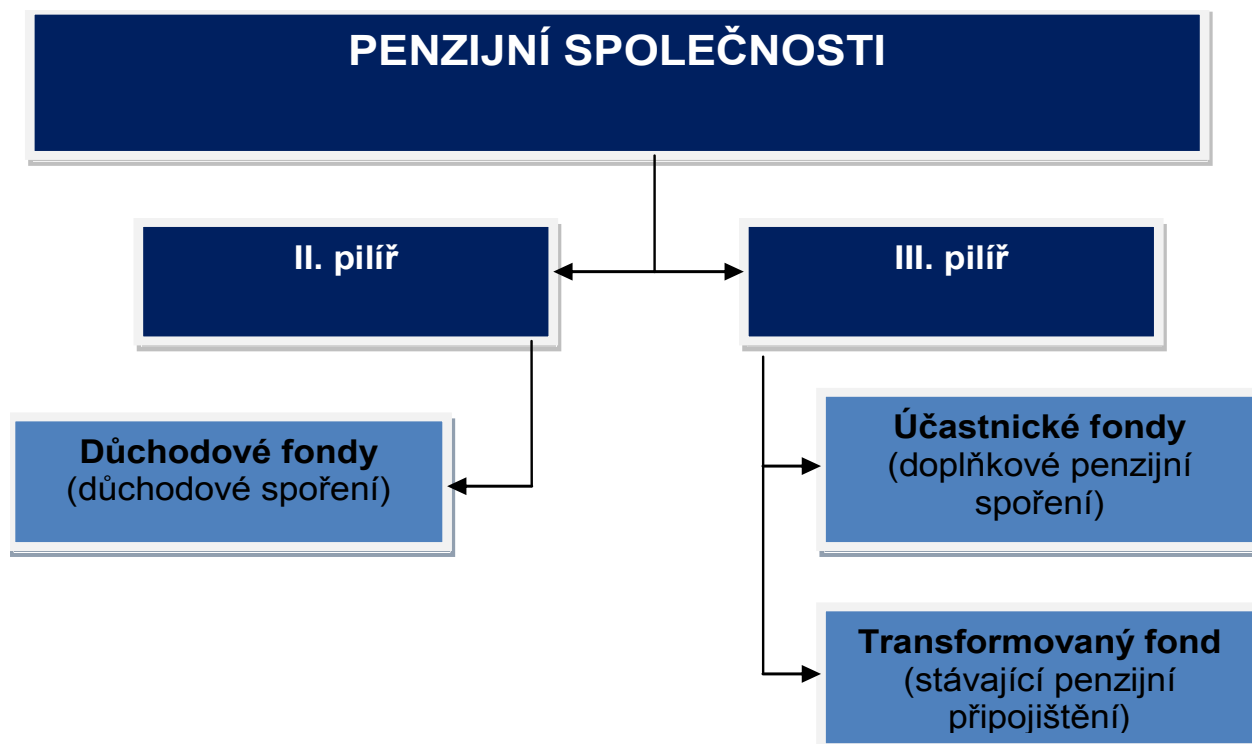 PENZIJNÍ SPOLEČNOSTI
II. pilíř
III. pilíř
Důchodové fondy
(důchodové spoření)
Účastnické fondy
(doplňkové penzijní
spoření)
Transformovaný fond
(stávající penzijní
připojištění)